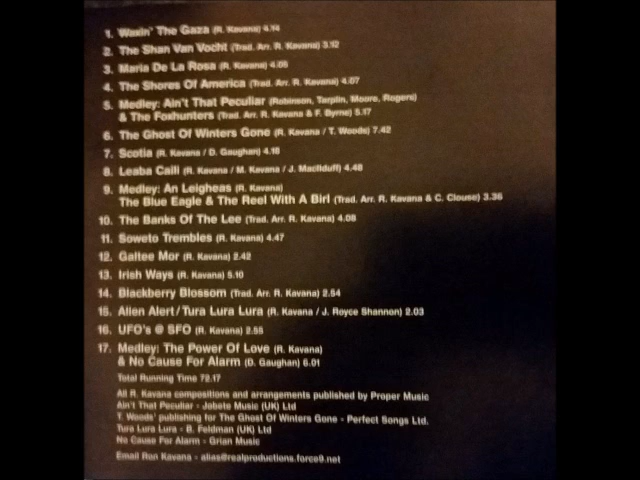 1. Waxin' The Gaza (R. Kavana) 4.14
2. The Shan Van Vocht (Trad. Arr. R. Kavana) 3.12
3. Maria De La Rosa (R. Kavana) 4.05
4. The Shores Of America (Trad. Arr. R. Kavana) 4.07
5. Medley: Ain't That Peculiar (Robinson, Tarplin, Moore, Rogers)
& The Foxhunters (Trad. Arr. R. Kavana & F. Byrne) 5.17
6. The Ghost Of Winters Gone (R. Kavana / T. Woods) 7.42
7. Scotia (R. Kavana / D. Gaughan) 4.18
8. Leaba Caili (R. Kavana / M. Kavana / J. MacIlduff) 4.48
9. Medley: An Leigheas (R. Kavana)
The Blue Eagle & The Reel With A Birl (Trad. Arr. R. Kavana & C. Clouse) 3.36
10. The Banks Of The Lee (Trad. Arr. R. Kavana) 4.08
11. Soweto Trembles (R. Kavana) 4.47
12. Galtee Mor (R. Kavana) 2.42
13. Irish Ways (R. Kavana) 5.10
14. Blackberry Blossom (Trad. Arr. R. Kavana) 2.54
15. Alien Alert/Tura Lura Lura (R. Kavana / J. Royce Shannon) 2.03
16. UFO's @ SFO (R. Kavana) 2.55
17. Medley: The Power Of Love (R. Kavana)
& No Cause For Alarm (D. Gaughan) 6.01
Total Running Time 72.17
All R. Kavana compositions and arrangements published by Proper Music
Ain't That Peculiar - Jobete Music (UK) Ltd
T. Woods' publishing for The Ghost Of Winters Gone - Perfect Songs Ltd.
Tura Lura Lura - B. Feldman (UK) Ltd
No Cause For Alarm - Grian Music
Email Ron Kavana - alias@realproductions.force9.net